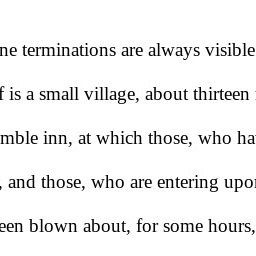 ne terminations are always visible
f is a small village, about thirteen
mble inn, at which those, who ha
, and those, who are entering upo
een blown about, for some hours,